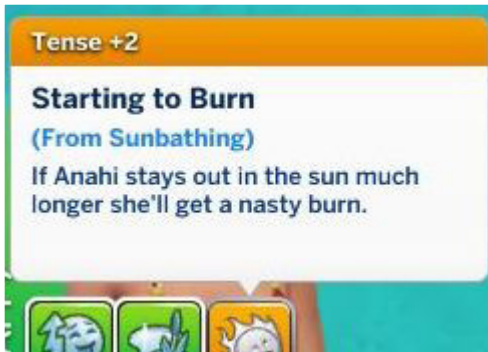 Tense +2
Starting to Burn
(From Sunbathing)
If Anahi stays out in the sun much
longer she'll get a nasty burn.